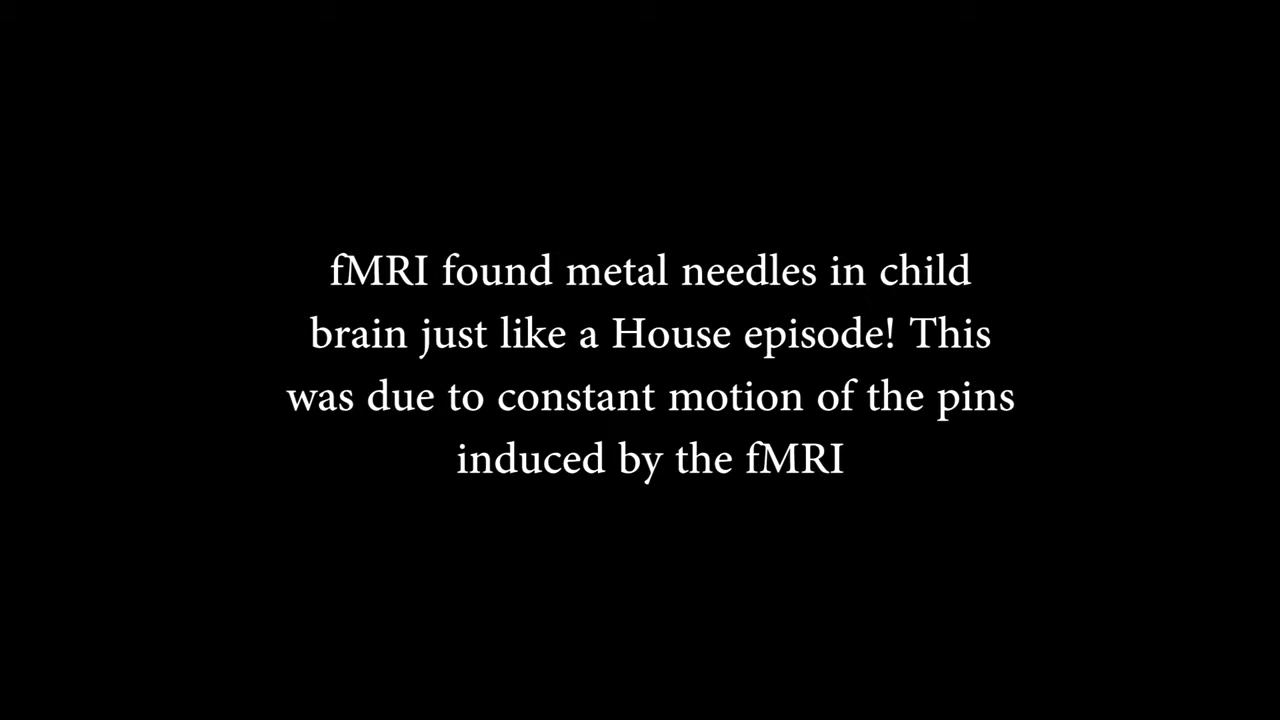 fMRI found metal needles in child
brain just like a House episode! This
was due to constant motion of the pins
induced by the fMRI